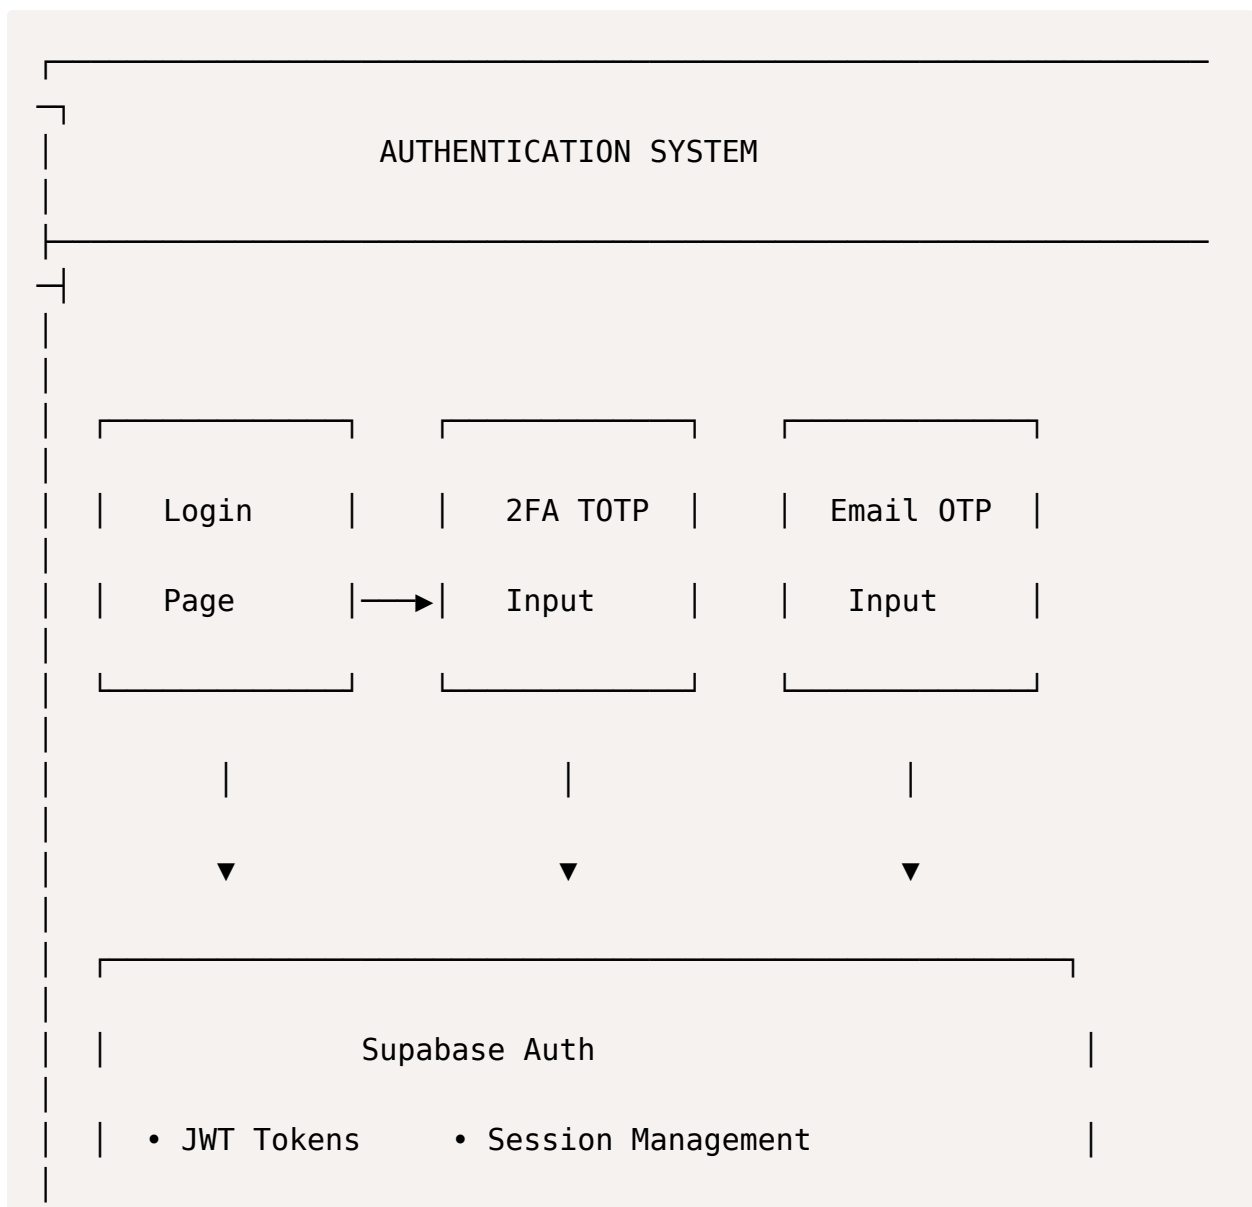 AUTHENTICATION SYSTEM
Login 2FA TOTP Email OTP
Page Input Input
Supabase Auth
• JWT Tokens • Session Management